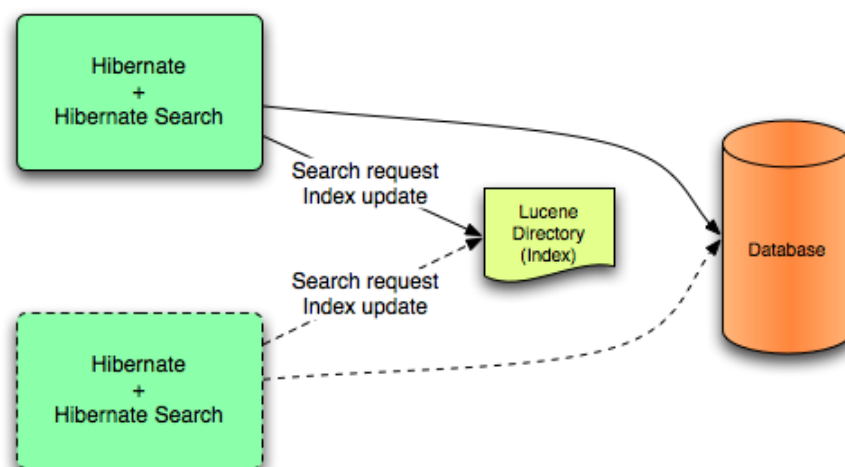 Hibernate
+
Hibernate Search
Search request
Index update
Lucene
Directory
(Index)
Database
Search request
Index update
Hibernate
+
Hibernate Search